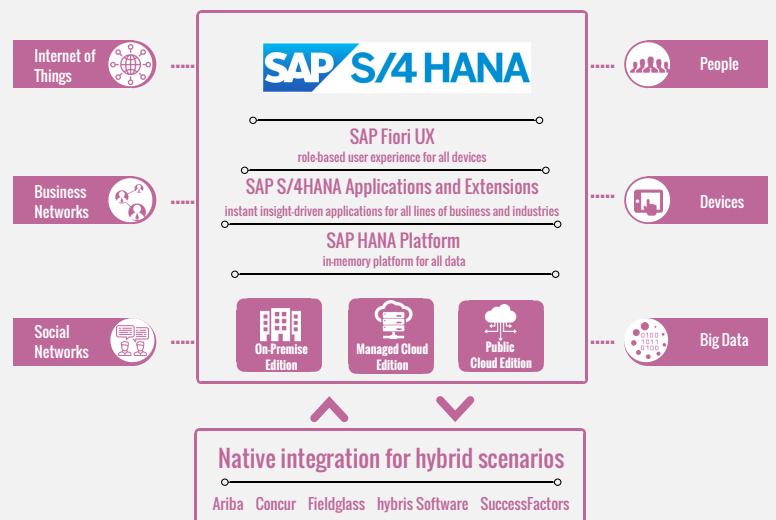 Internet of
Things
Business
Networks
Social
Networks
SAP S/4 HANA
SAP Fiori UX
role-based user experience for all devices
SAP S/4HANA Applications and Extensions
instant insight-driven applications for all lines of business and industries
SAP HANA Platform
in-memory platform for all data
On-Premise
Edition
Managed Cloud
Edition
Public
Cloud Edition
People
Devices
Big Data
0100
1011
0100
Native integration for hybrid scenarios
Ariba Concur Fieldglass hybris Software SuccessFactors